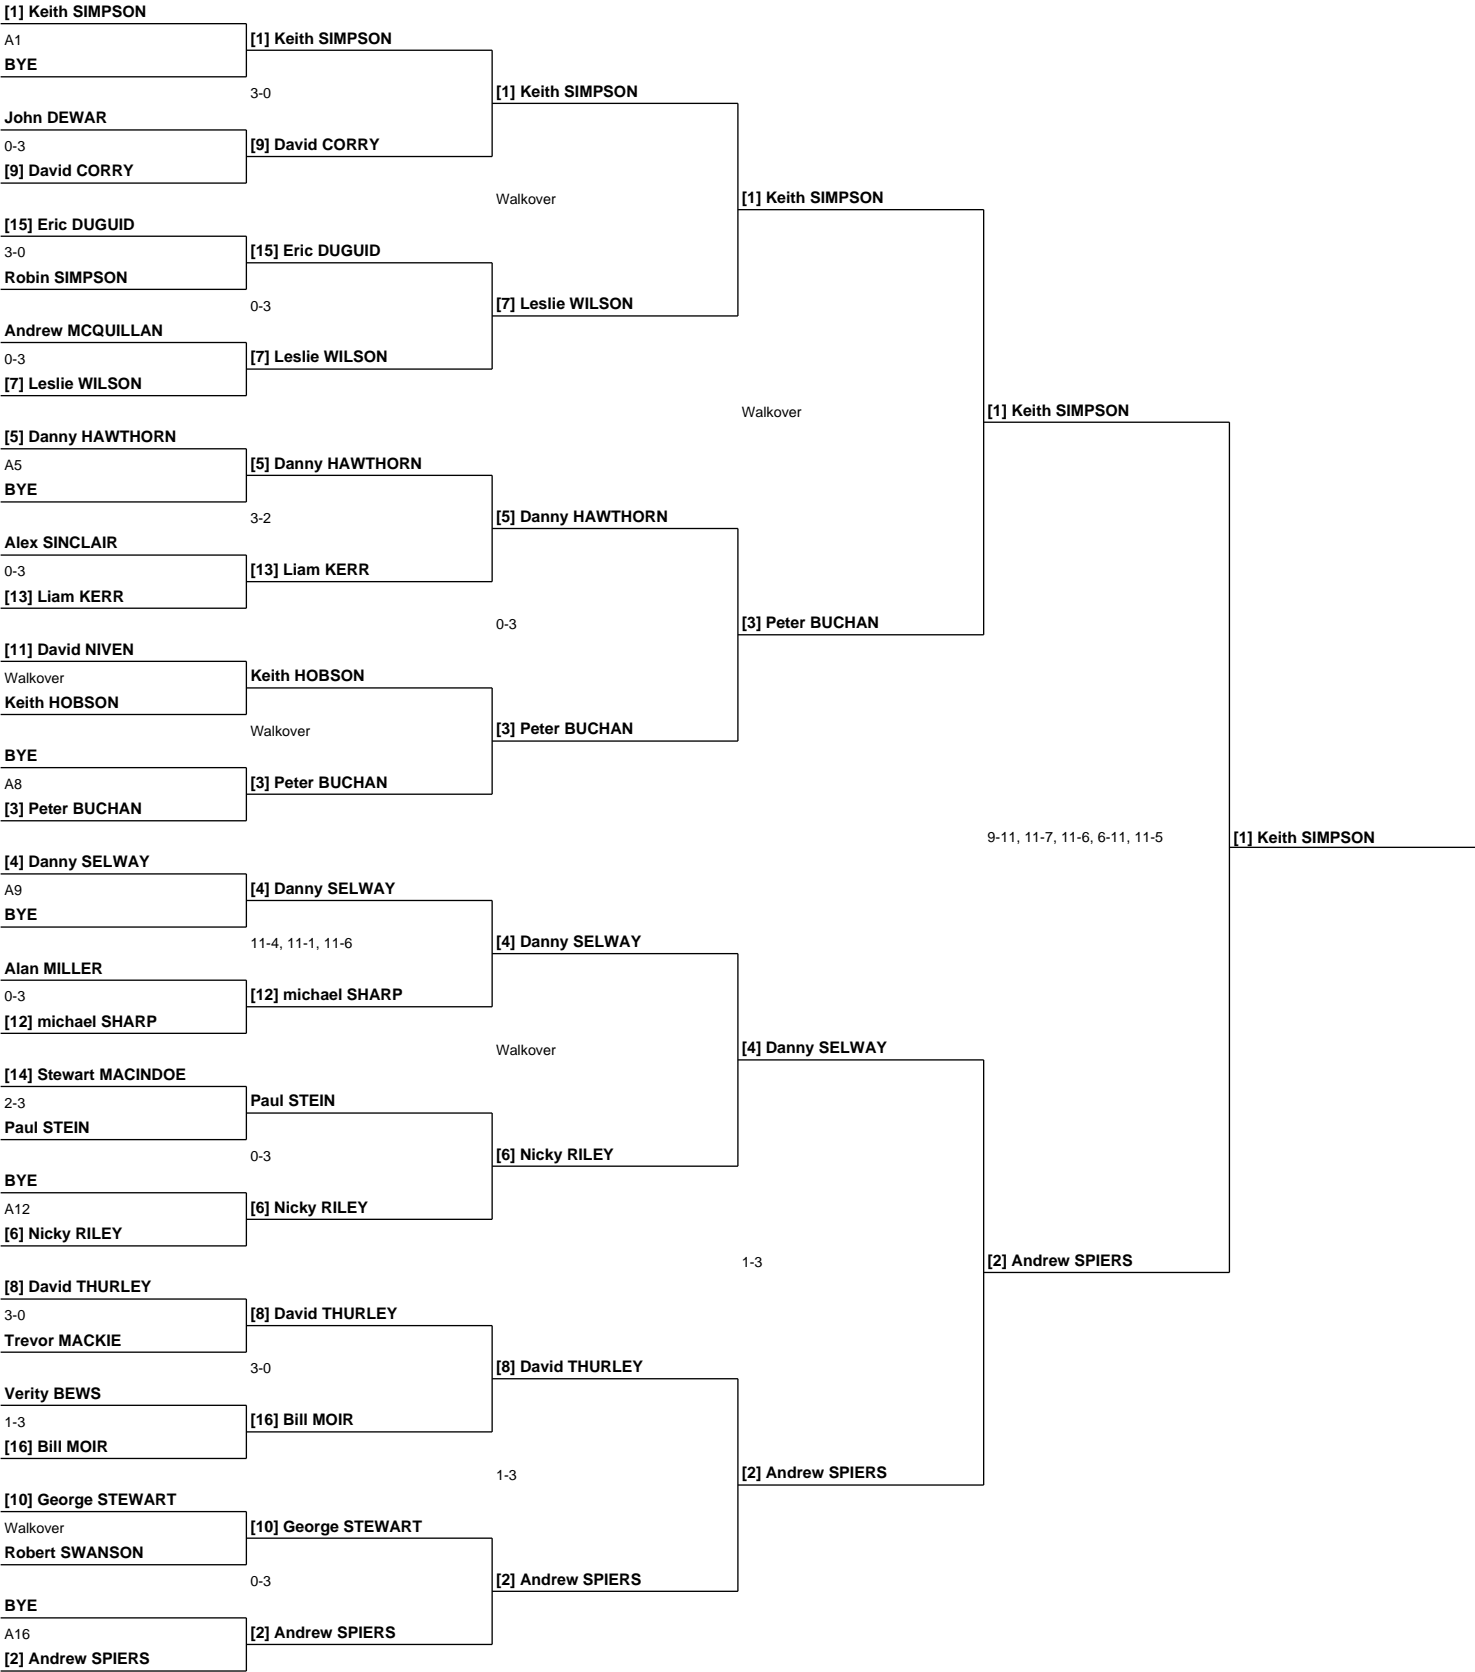 [1] Keith SIMPSON
A1
BYE
John DEWAR
0-3
[9] David CORRY
[15] Eric DUGUID
3-0
Robin SIMPSON
Andrew MCQUILLAN
0-3
[7] Leslie WILSON
[5] Danny HAWTHORN
A5
BYE
Alex SINCLAIR
0-3
[13] Liam KERR
[11] David NIVEN
Walkover
Keith HOBSON
BYE
A8
[3] Peter BUCHAN
[4] Danny SELWAY
A9
BYE
Alan MILLER
0-3
[12] michael SHARP
[14] Stewart MACINDOE
2-3
Paul STEIN
BYE
A12
[6] Nicky RILEY
[8] David THURLEY
3-0
Trevor MACKIE
Verity BEWS
1-3
[16] Bill MOIR
[10] George STEWART
Walkover
Robert SWANSON
BYE
A16
[2] Andrew SPIERS
[1] Keith SIMPSON
3-0
[9] David CORRY
[15] Eric DUGUID
0-3
[7] Leslie WILSON
[5] Danny HAWTHORN
3-2
[13] Liam KERR
Keith HOBSON
Walkover
[3] Peter BUCHAN
[4] Danny SELWAY
11-4, 11-1, 11-6
[12] michael SHARP
Paul STEIN
0-3
[6] Nicky RILEY
[8] David THURLEY
3-0
[16] Bill MOIR
[10] George STEWART
0-3
[2] Andrew SPIERS
[1] Keith SIMPSON
Walkover
[7] Leslie WILSON
[5] Danny HAWTHORN
0-3
[3] Peter BUCHAN
[4] Danny SELWAY
Walkover
[6] Nicky RILEY
[8] David THURLEY
1-3
[2] Andrew SPIERS
[1] Keith SIMPSON
Walkover
[3] Peter BUCHAN
[4] Danny SELWAY
1-3
[2] Andrew SPIERS
[1] Keith SIMPSON
9-11, 11-7, 11-6, 6-11, 11-5
[2] Andrew SPIERS
[1] Keith SIMPSON